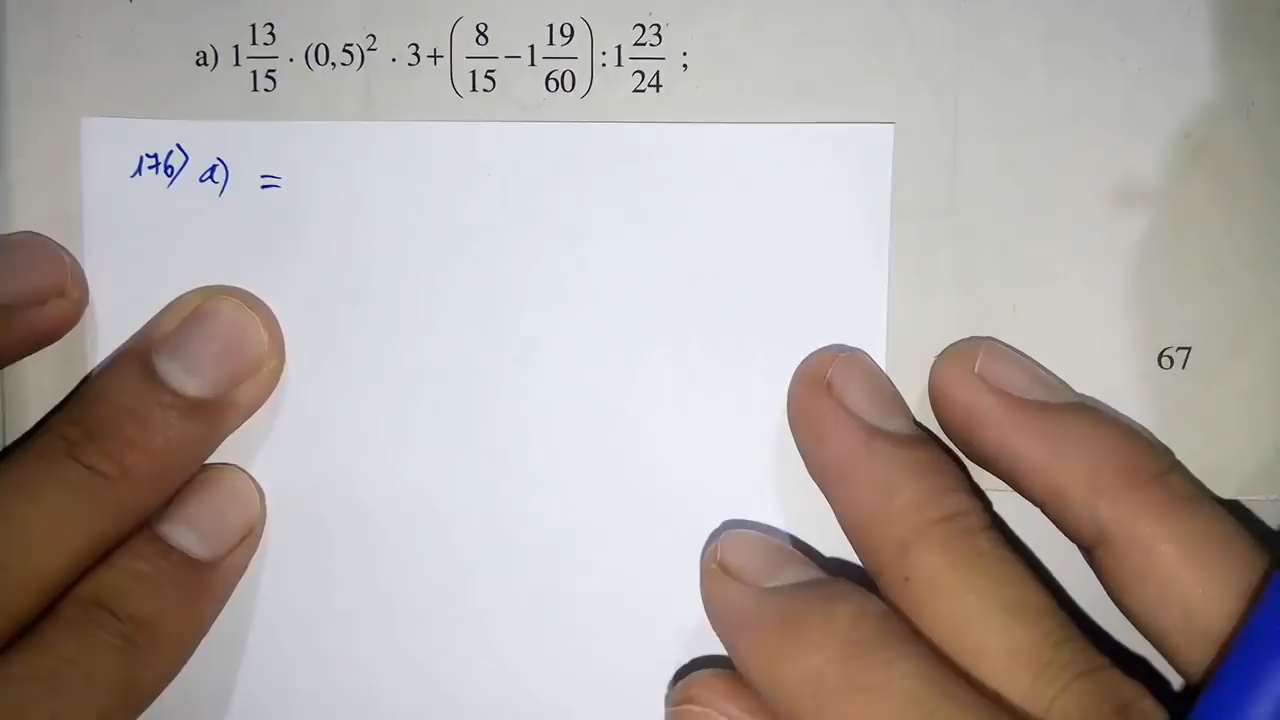 a) 1 13/15 · (0,5)² · 3 + (8/15 − 1 19/60) : 1 23/24 ;
176) a) =
67